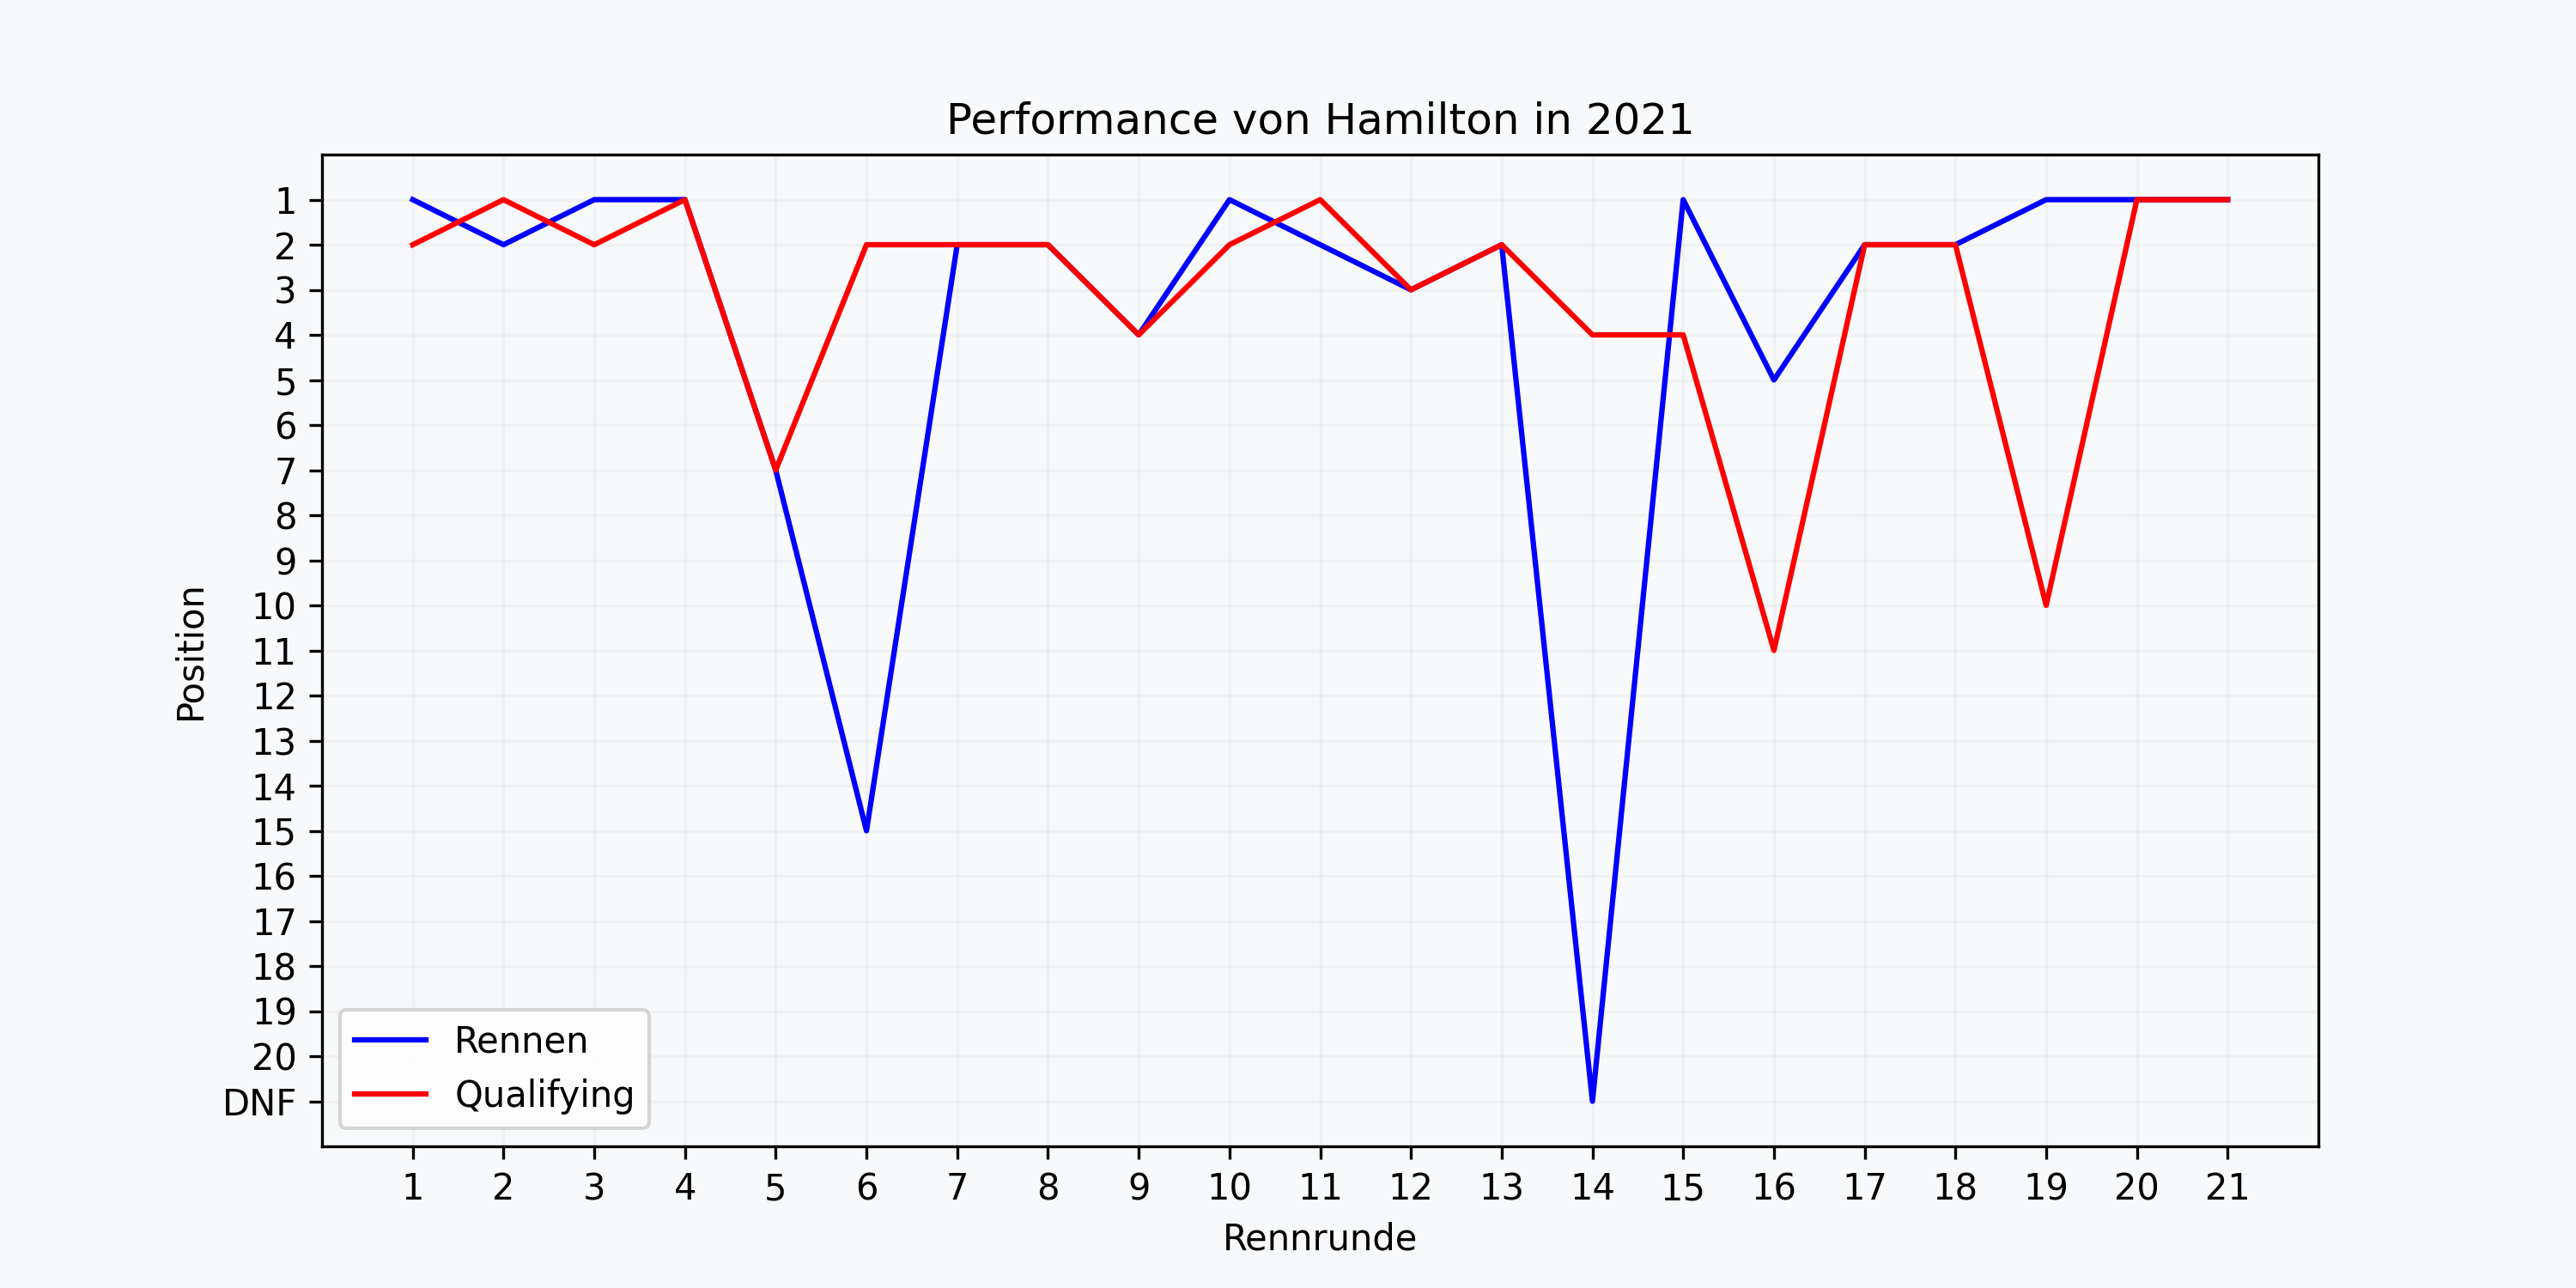 Performance von Hamilton in 2021
Position
1
2
3
4
5
6
7
8
9
10
11
12
13
14
15
16
17
18
19
20
DNF
Rennen
Qualifying
1 2 3 4 5 6 7 8 9 10 11 12 13 14 15 16 17 18 19 20 21
Rennrunde